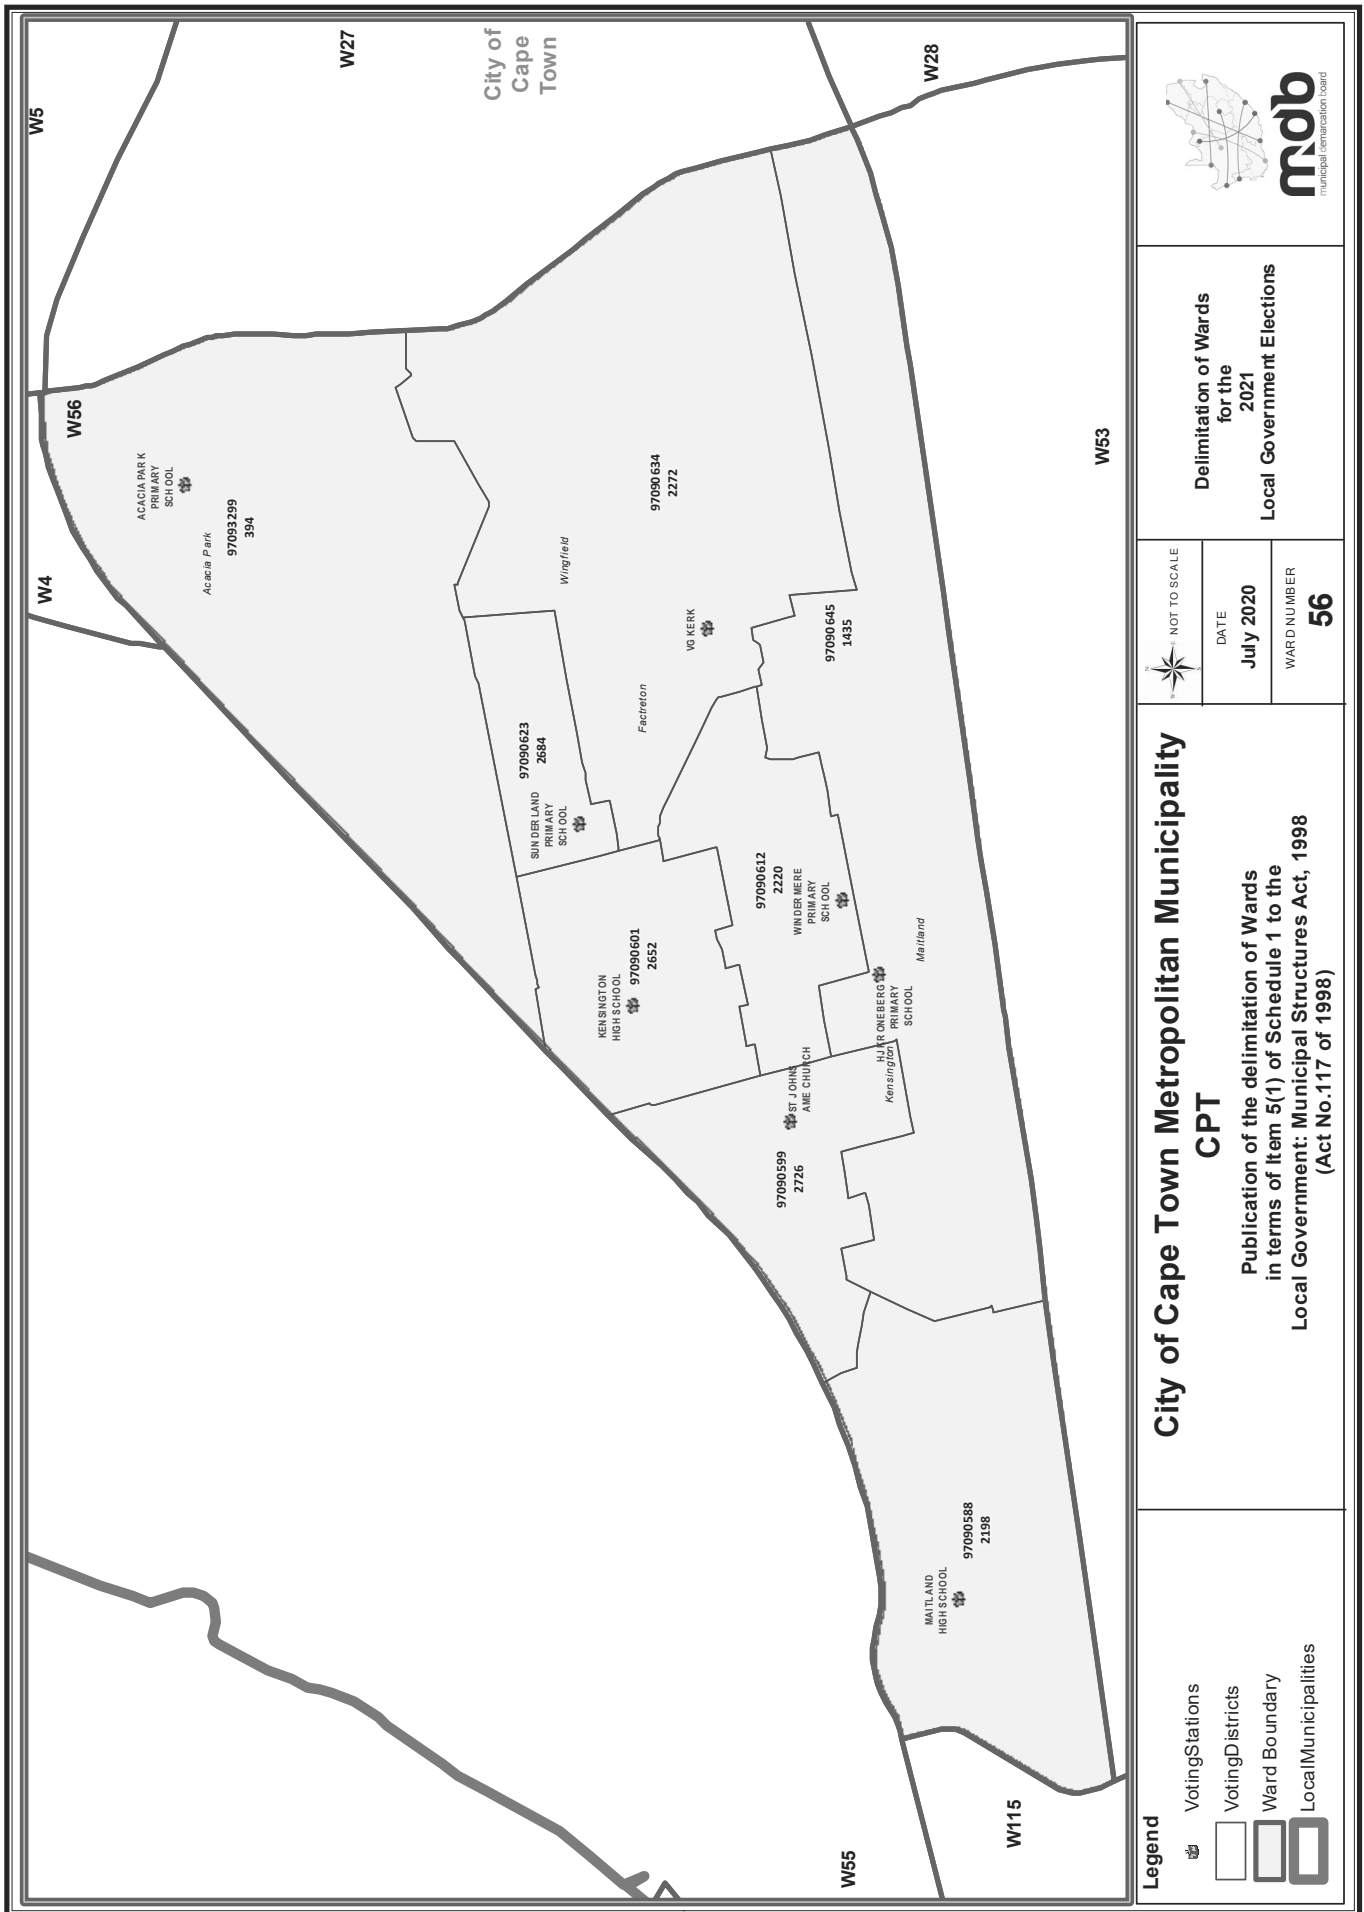 W5
W27
City of
Cape
Town
W28
W4
W56
ACACIA PARK
PRIMARY
SCHOOL
Acacia Park
97093299
394
97090634
2272
Wingfield
VG KERK
97090645
1435
Factreton
97090623
2684
SUNDERLAND
PRIMARY
SCHOOL
97090612
2220
WINDERMERE
PRIMARY
SCHOOL
97090601
2652
KENSINGTON
HIGH SCHOOL
Maitland
HJ KRONEBERG
PRIMARY
SCHOOL
Kensington
ST JOHNS
AME CHURCH
97090599
2726
97090588
2198
MAITLAND
HIGH SCHOOL
W53
W55
W115
Legend
VotingStations
VotingDistricts
Ward Boundary
LocalMunicipalities
City of Cape Town Metropolitan Municipality
CPT
Publication of the delimitation of Wards
in terms of Item 5(1) of Schedule 1 to the
Local Government: Municipal Structures Act, 1998
(Act No.117 of 1998)
N
E
S
W
NOT TO SCALE
DATE
July 2020
WARD NUMBER
56
Delimitation of Wards
for the
2021
Local Government Elections
mdb
municipal demarcation board